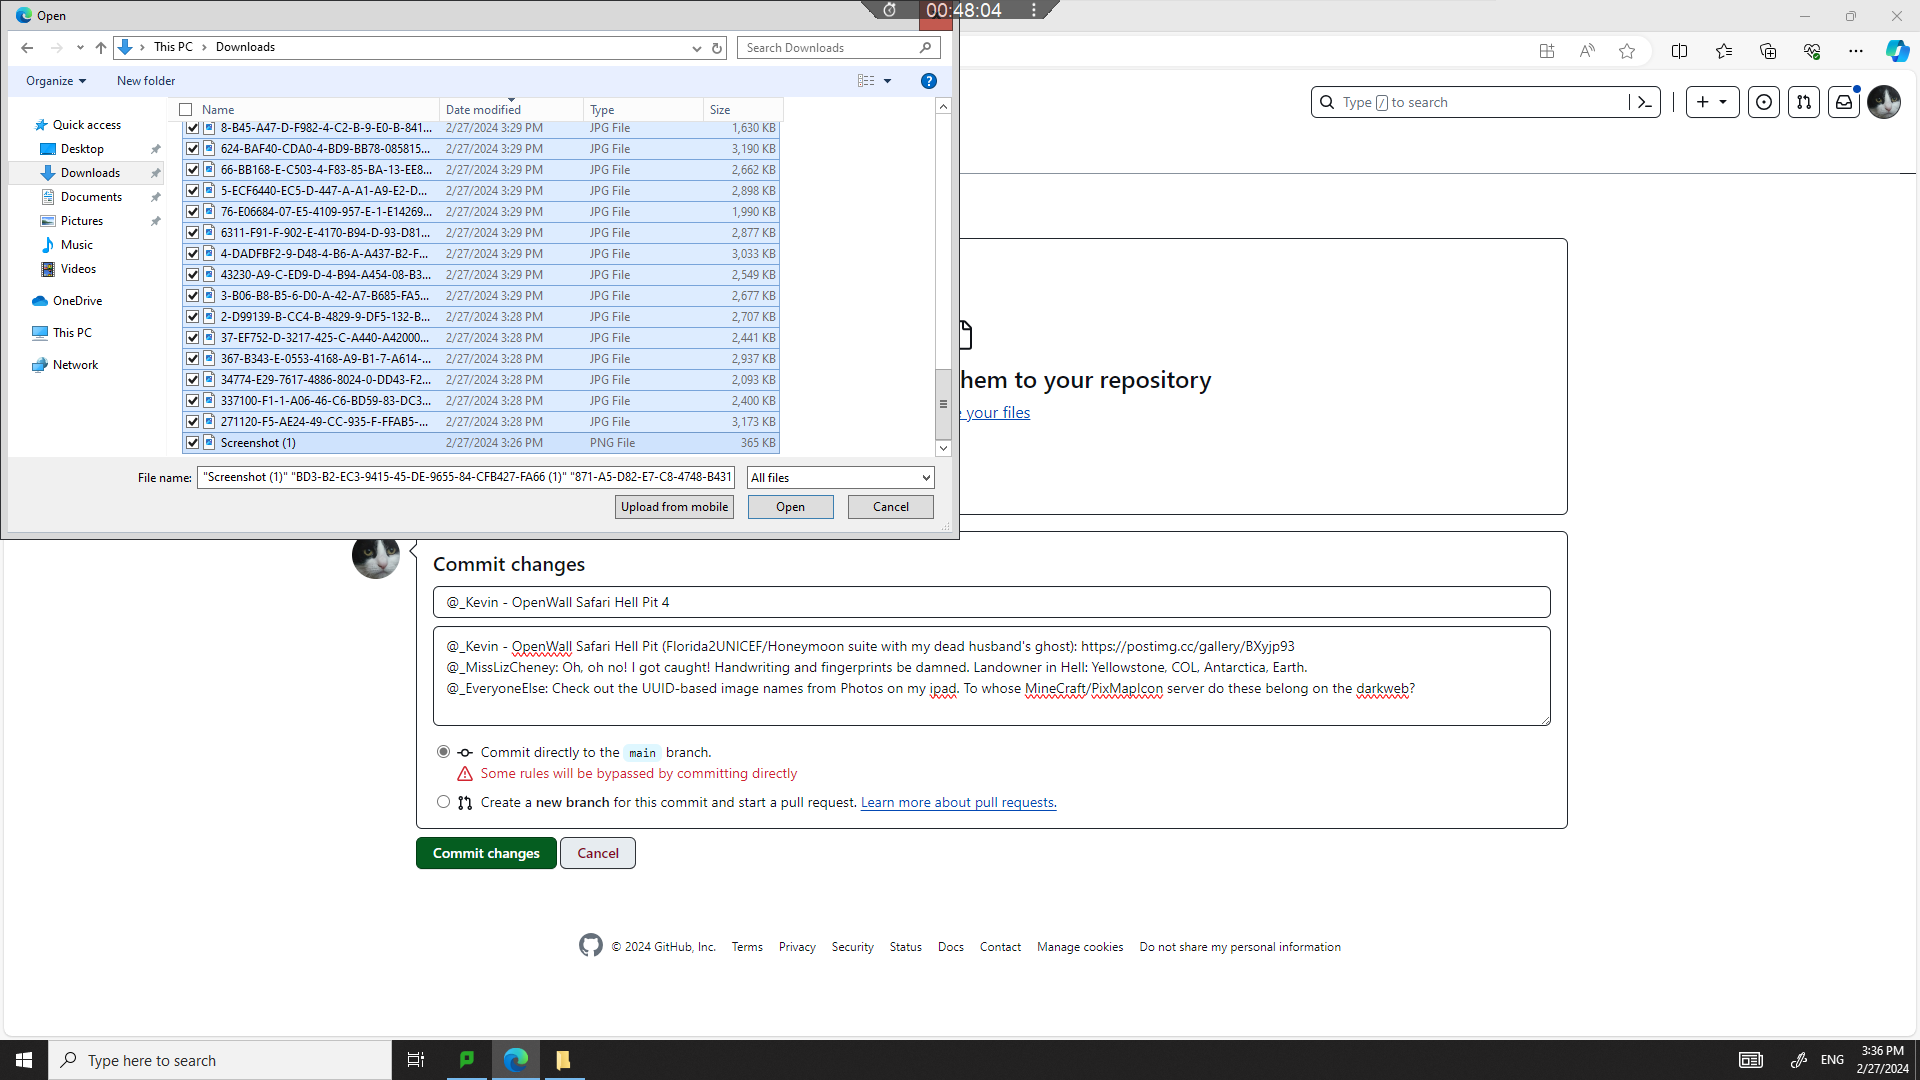 Open
00:48:04
This PC
Downloads
Search Downloads
Organize
New folder
?
Name
Date modified
Type
Size
Quick access
Desktop
Downloads
Documents
Pictures
Music
Videos
OneDrive
This PC
Network
8-B45-A47-D-F982-4-C2-B-9-E0-B-841... 2/27/2024 3:29 PM JPG File 1,630 KB
624-BAF40-CDA0-4-BD9-BB78-085815... 2/27/2024 3:29 PM JPG File 3,190 KB
66-BB168-E-C503-4-F83-85-BA-13-EE8... 2/27/2024 3:29 PM JPG File 2,662 KB
5-ECF6440-EC5-D-447-A-A1-A9-E2-D... 2/27/2024 3:29 PM JPG File 2,898 KB
76-E06684-07-E5-4109-957-E-1-E14269... 2/27/2024 3:29 PM JPG File 1,990 KB
6311-F91-F-902-E-4170-B94-D-93-D81... 2/27/2024 3:29 PM JPG File 2,877 KB
4-DADFBF2-9-D48-4-B6-A-A437-B2-F... 2/27/2024 3:29 PM JPG File 3,033 KB
43230-A9-C-ED9-D-4-B94-A454-08-B3... 2/27/2024 3:29 PM JPG File 2,549 KB
3-B06-B8-B5-6-D0-A-42-A7-B685-FA5... 2/27/2024 3:29 PM JPG File 2,677 KB
2-D99139-B-CC4-B-4829-9-DF5-132-B... 2/27/2024 3:28 PM JPG File 2,707 KB
37-EF752-D-3217-425-C-A440-A42000... 2/27/2024 3:28 PM JPG File 2,441 KB
367-B343-E-0553-4168-A9-B1-7-A614-... 2/27/2024 3:28 PM JPG File 2,937 KB
34774-E29-7617-4886-8024-0-DD43-F2... 2/27/2024 3:28 PM JPG File 2,093 KB
337100-F1-1-A06-46-C6-BD59-83-DC3... 2/27/2024 3:28 PM JPG File 2,400 KB
271120-F5-AE24-49-CC-935-F-FFAB5-... 2/27/2024 3:28 PM JPG File 3,173 KB
Screenshot (1) 2/27/2024 3:26 PM PNG File 365 KB
File name: "Screenshot (1)" "BD3-B2-EC3-9415-45-DE-9655-84-CFB427-FA66 (1)" "871-A5-D82-E7-C8-4748-B431
All files
Upload from mobile
Open
Cancel
Type / to search
hem to your repository
your files
Commit changes
@_Kevin - OpenWall Safari Hell Pit 4
@_Kevin - OpenWall Safari Hell Pit (Florida2UNICEF/Honeymoon suite with my dead husband's ghost): https://postimg.cc/gallery/BXyjp93
@_MissLizCheney: Oh, oh no! I got caught! Handwriting and fingerprints be damned. Landowner in Hell: Yellowstone, COL, Antarctica, Earth.
@_EveryoneElse: Check out the UUID-based image names from Photos on my ipad. To whose MineCraft/PixMapIcon server do these belong on the darkweb?
Commit directly to the main branch.
Some rules will be bypassed by committing directly
Create a new branch for this commit and start a pull request. Learn more about pull requests.
Commit changes
Cancel
© 2024 GitHub, Inc.
Terms
Privacy
Security
Status
Docs
Contact
Manage cookies
Do not share my personal information
Type here to search
ENG
3:36 PM
2/27/2024